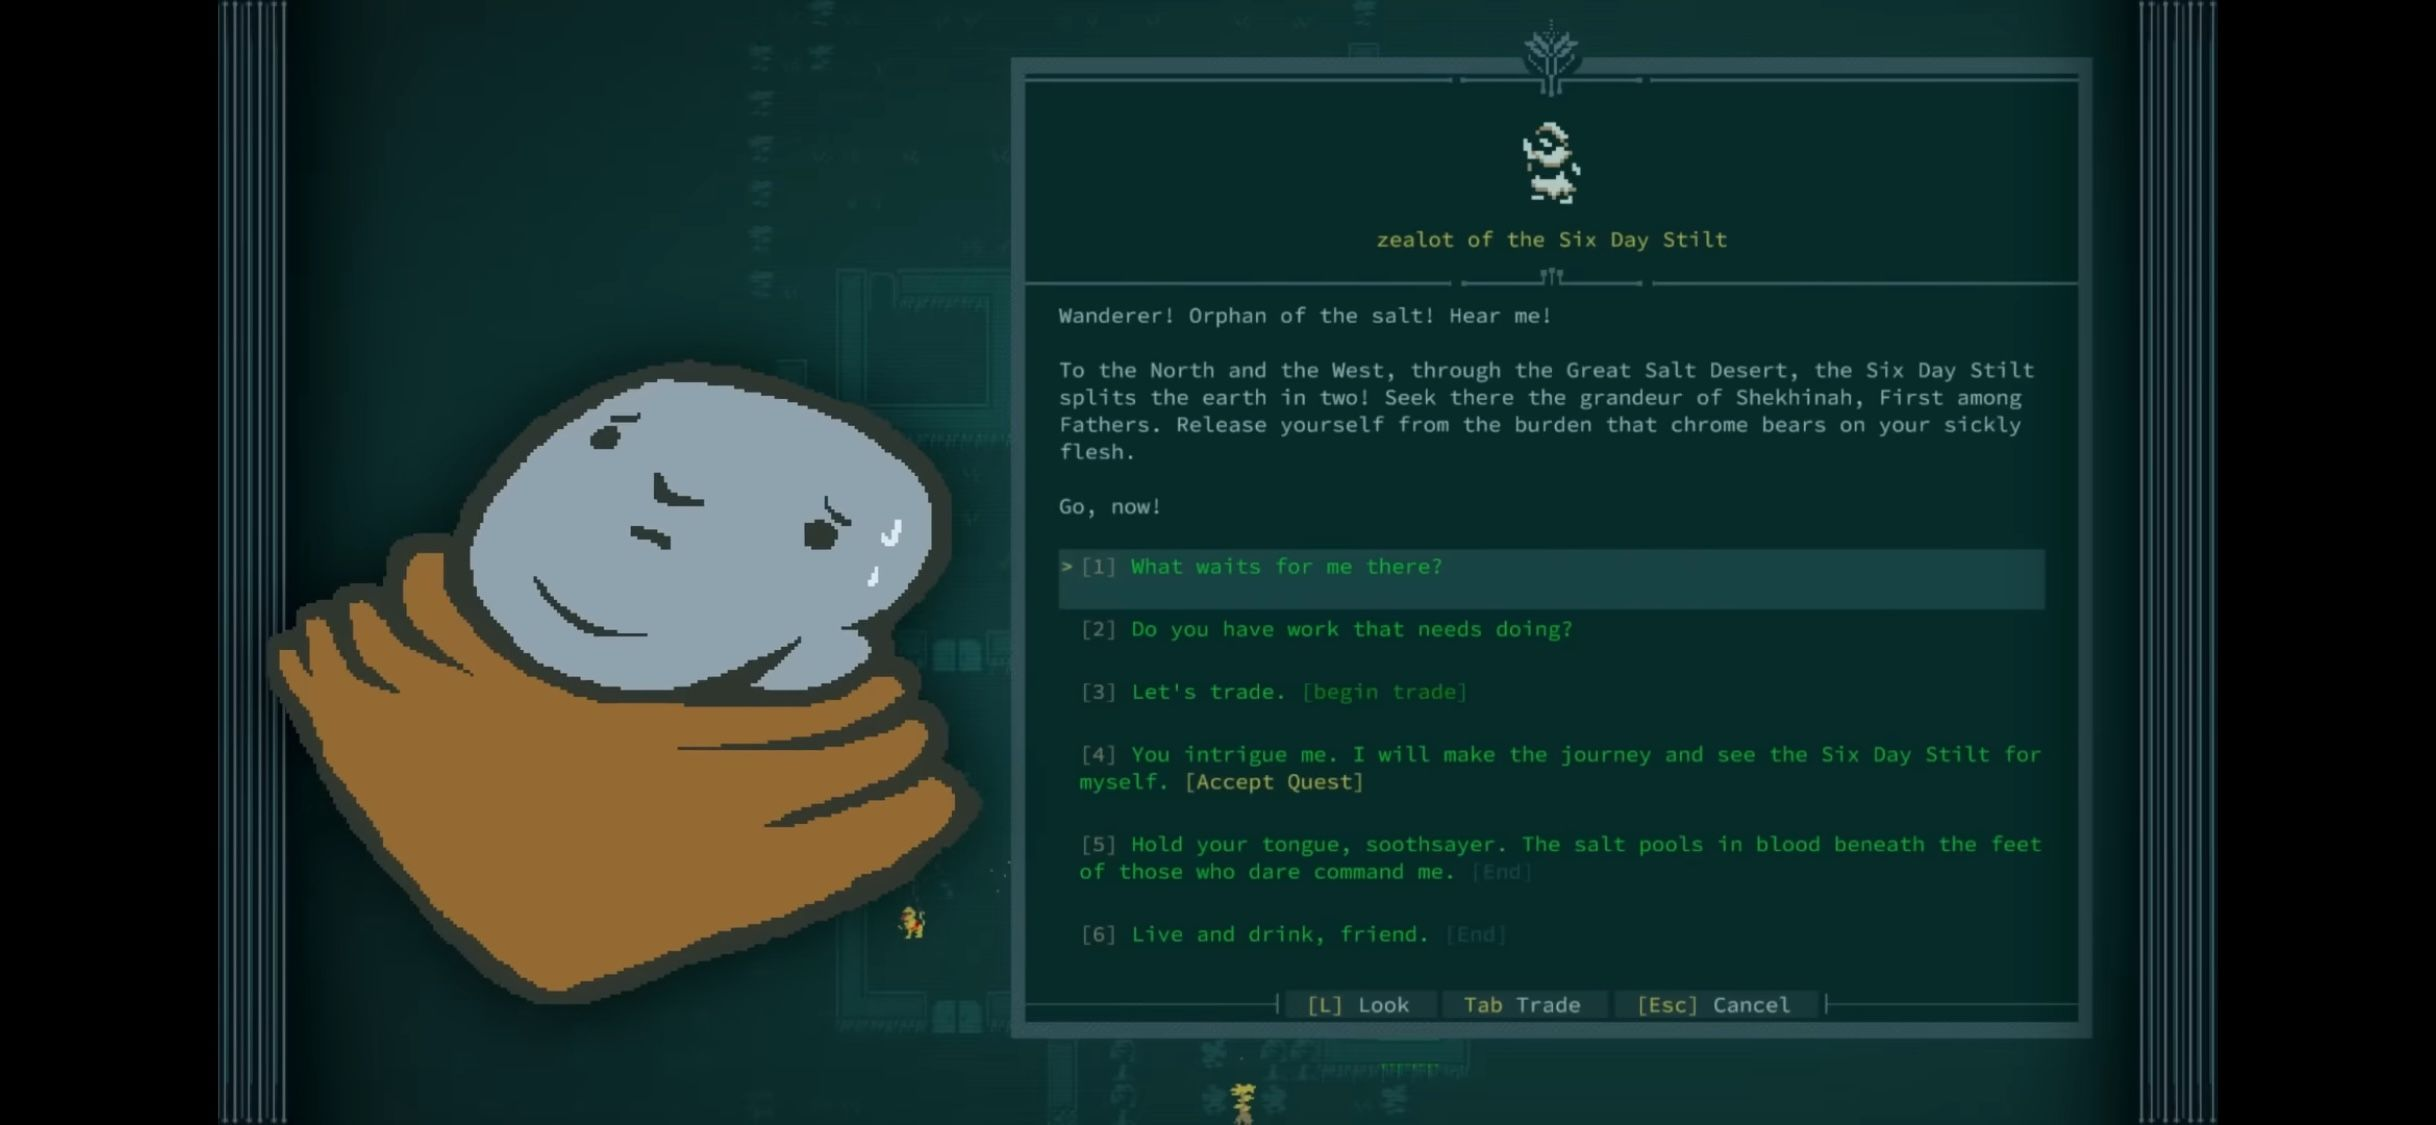 zealot of the Six Day Stilt
Wanderer! Orphan of the salt! Hear me!
To the North and the West, through the Great Salt Desert, the Six Day Stilt
splits the earth in two! Seek there the grandeur of Shekhinah, First among
Fathers. Release yourself from the burden that chrome bears on your sickly
flesh.
Go, now!
> [1] What waits for me there?
[2] Do you have work that needs doing?
[3] Let's trade. [begin trade]
[4] You intrigue me. I will make the journey and see the Six Day Stilt for
myself. [Accept Quest]
[5] Hold your tongue, soothsayer. The salt pools in blood beneath the feet
of those who dare command me. [End]
[6] Live and drink, friend. [End]
[L] Look Tab Trade [Esc] Cancel